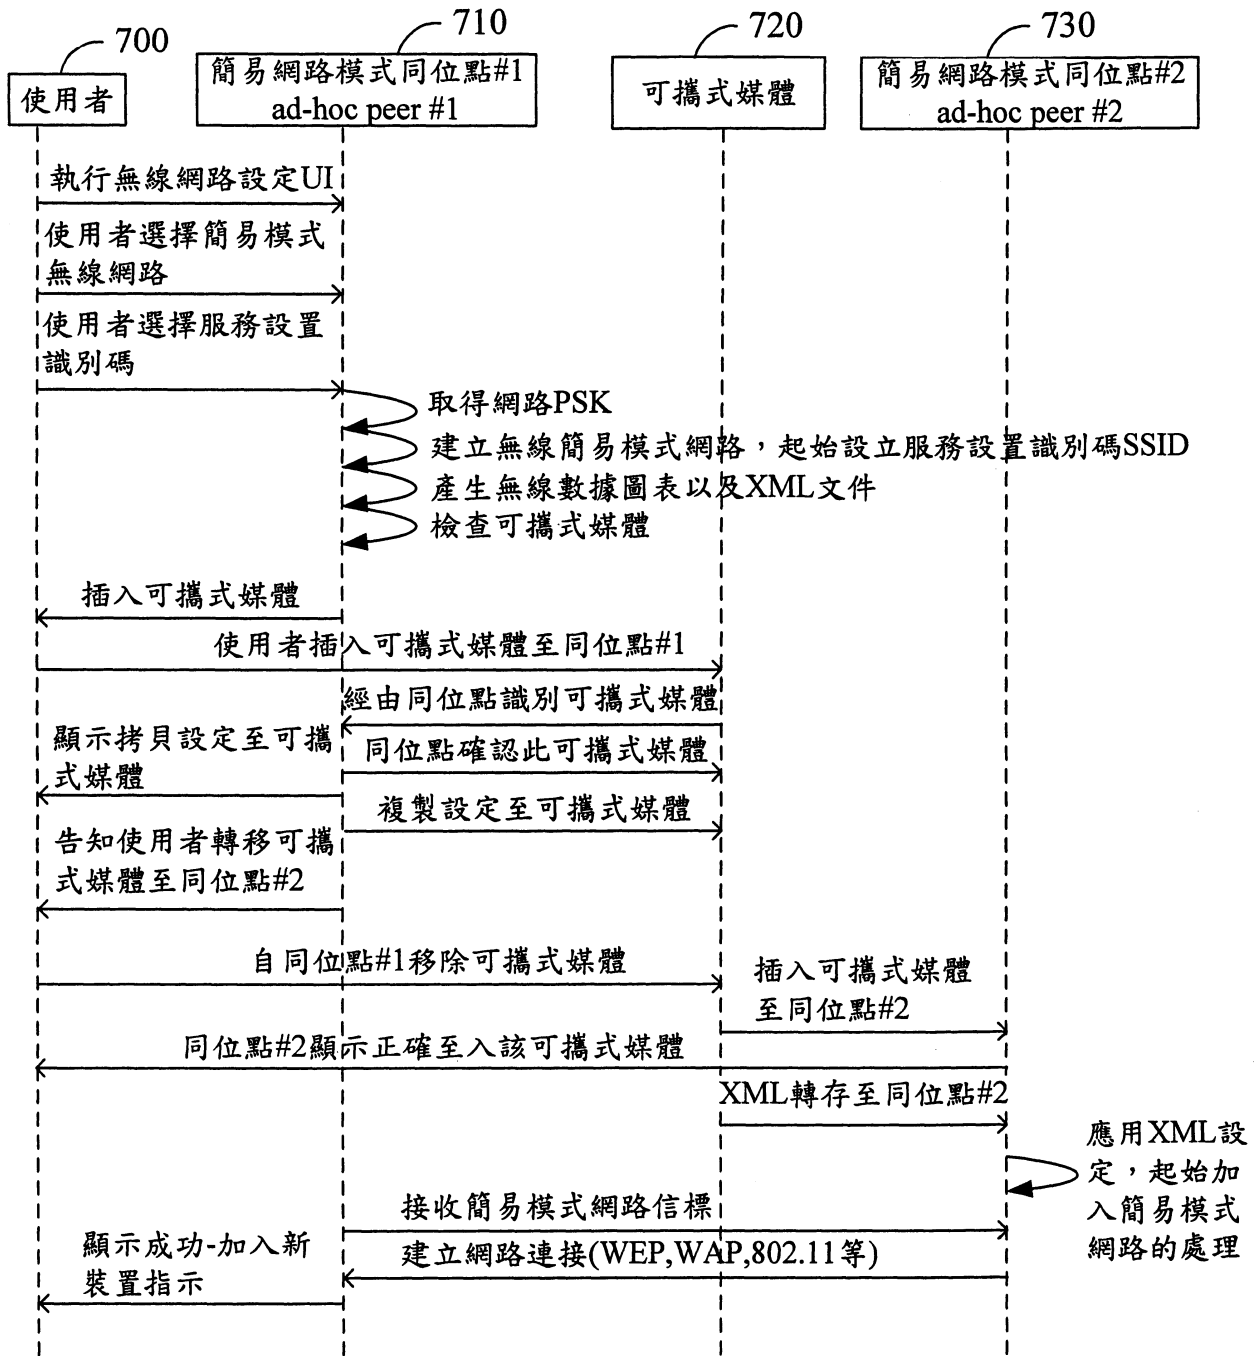 700
710
720
730
使用者
簡易網路模式同位點#1
ad-hoc peer #1
可攜式媒體
簡易網路模式同位點#2
ad-hoc peer #2
執行無線網路設定UI
使用者選擇簡易模式
無線網路
使用者選擇服務設置
識別碼
取得網路PSK
建立無線簡易模式網路，起始設立服務設置識別碼SSID
產生無線數據圖表以及XML文件
檢查可攜式媒體
插入可攜式媒體
使用者插入可攜式媒體至同位點#1
經由同位點識別可攜式媒體
顯示拷貝設定至可攜
式媒體
同位點確認此可攜式媒體
複製設定至可攜式媒體
告知使用者轉移可攜
式媒體至同位點#2
自同位點#1移除可攜式媒體
插入可攜式媒體
至同位點#2
同位點#2顯示正確至入該可攜式媒體
XML轉存至同位點#2
應用XML設
定，起始加
入簡易模式
網路的處理
接收簡易模式網路信標
建立網路連接(WEP,WAP,802.11等)
顯示成功-加入新
裝置指示